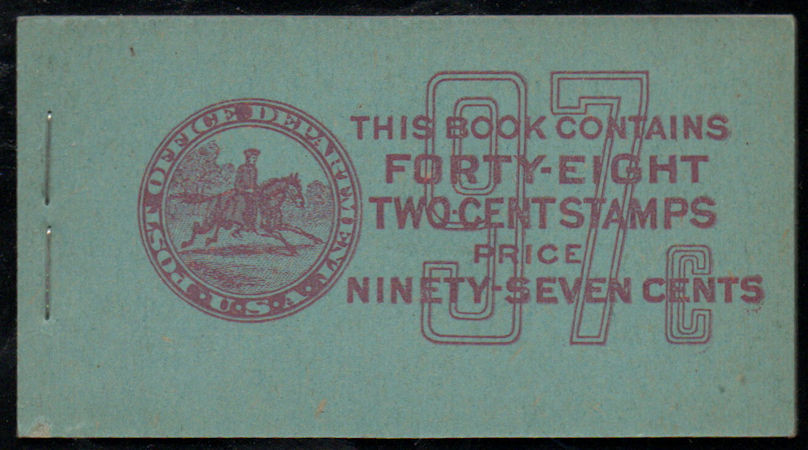 POST OFFICE DEPARTMENT U.S.A.
97c
THIS BOOK CONTAINS
FORTY-EIGHT
TWO-CENT STAMPS
PRICE
NINETY-SEVEN CENTS